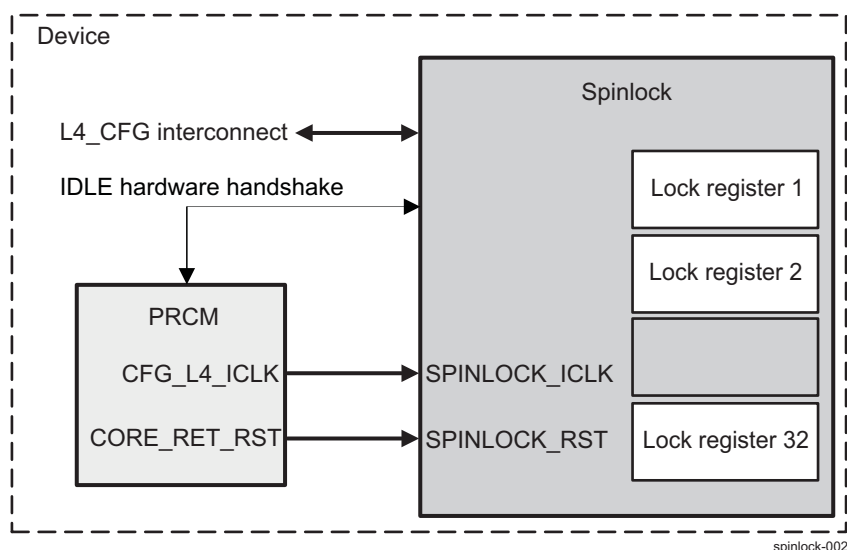 Device
Spinlock
L4_CFG interconnect
IDLE hardware handshake
Lock register 1
Lock register 2
PRCM
CFG_L4_ICLK
SPINLOCK_ICLK
CORE_RET_RST
SPINLOCK_RST
Lock register 32
spinlock-002